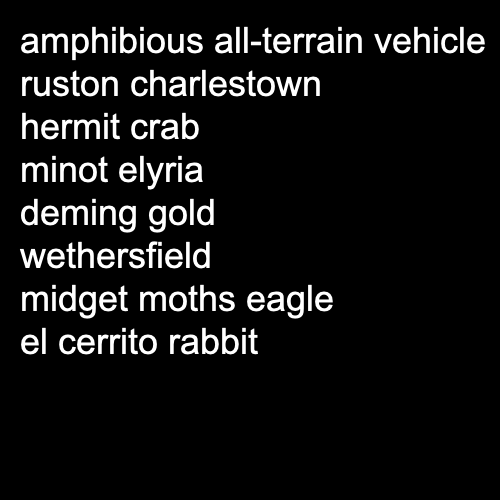 amphibious all-terrain vehicle
ruston charlestown
hermit crab
minot elyria
deming gold
wethersfield
midget moths eagle
el cerrito rabbit